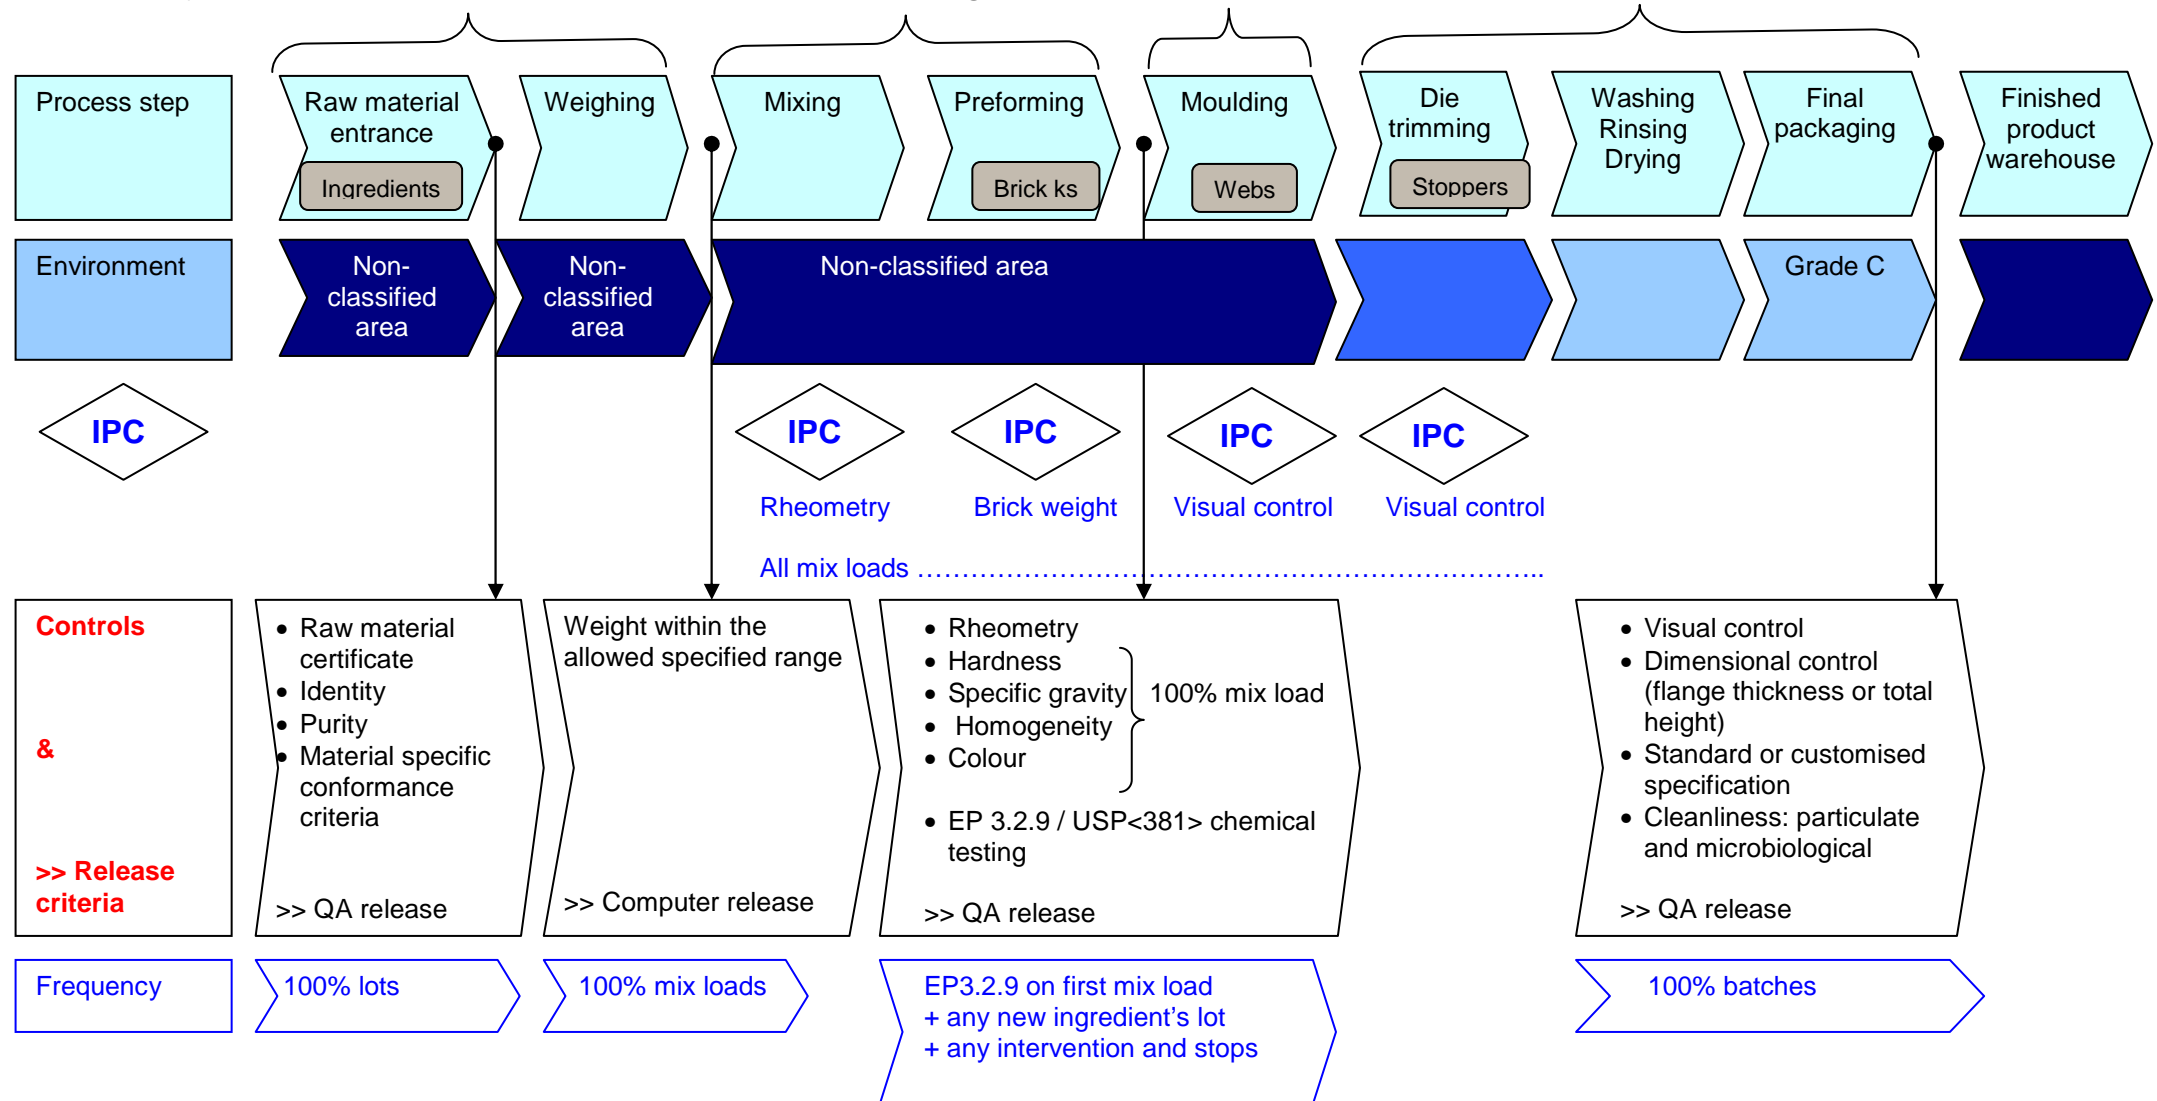 Process step
Raw material
entrance
Ingredients
Weighing
Mixing
Preforming
Brick ks
Moulding
Webs
Die
trimming
Stoppers
Washing
Rinsing
Drying
Final
packaging
Finished
product
warehouse
Environment
Non-
classified
area
Non-
classified
area
Non-classified area
Grade C
IPC
IPC
IPC
IPC
IPC
Rheometry
Brick weight
Visual control
Visual control
All mix loads ……………………………………………………………..
Controls
&
>> Release
criteria
• Raw material
certificate
• Identity
• Purity
• Material specific
conformance
criteria
>> QA release
Weight within the
allowed specified range
>> Computer release
• Rheometry
• Hardness
• Specific gravity
• Homogeneity
• Colour
100% mix load
• EP 3.2.9 / USP<381> chemical
testing
>> QA release
• Visual control
• Dimensional control
(flange thickness or total
height)
• Standard or customised
specification
• Cleanliness: particulate
and microbiological
>> QA release
Frequency
100% lots
100% mix loads
EP3.2.9 on first mix load
+ any new ingredient's lot
+ any intervention and stops
100% batches